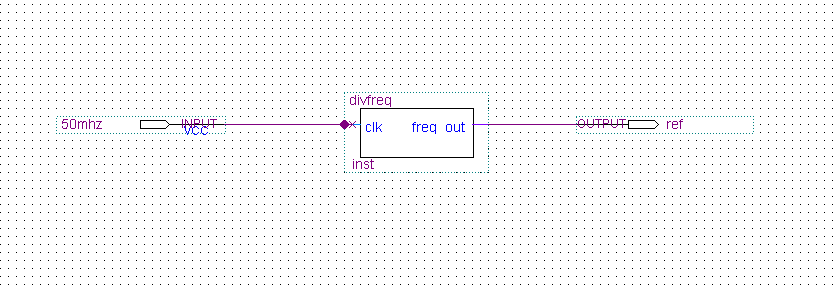 divfreq
50mhz INPUT
VCC
clk freq_out
OUTPUT ref
inst